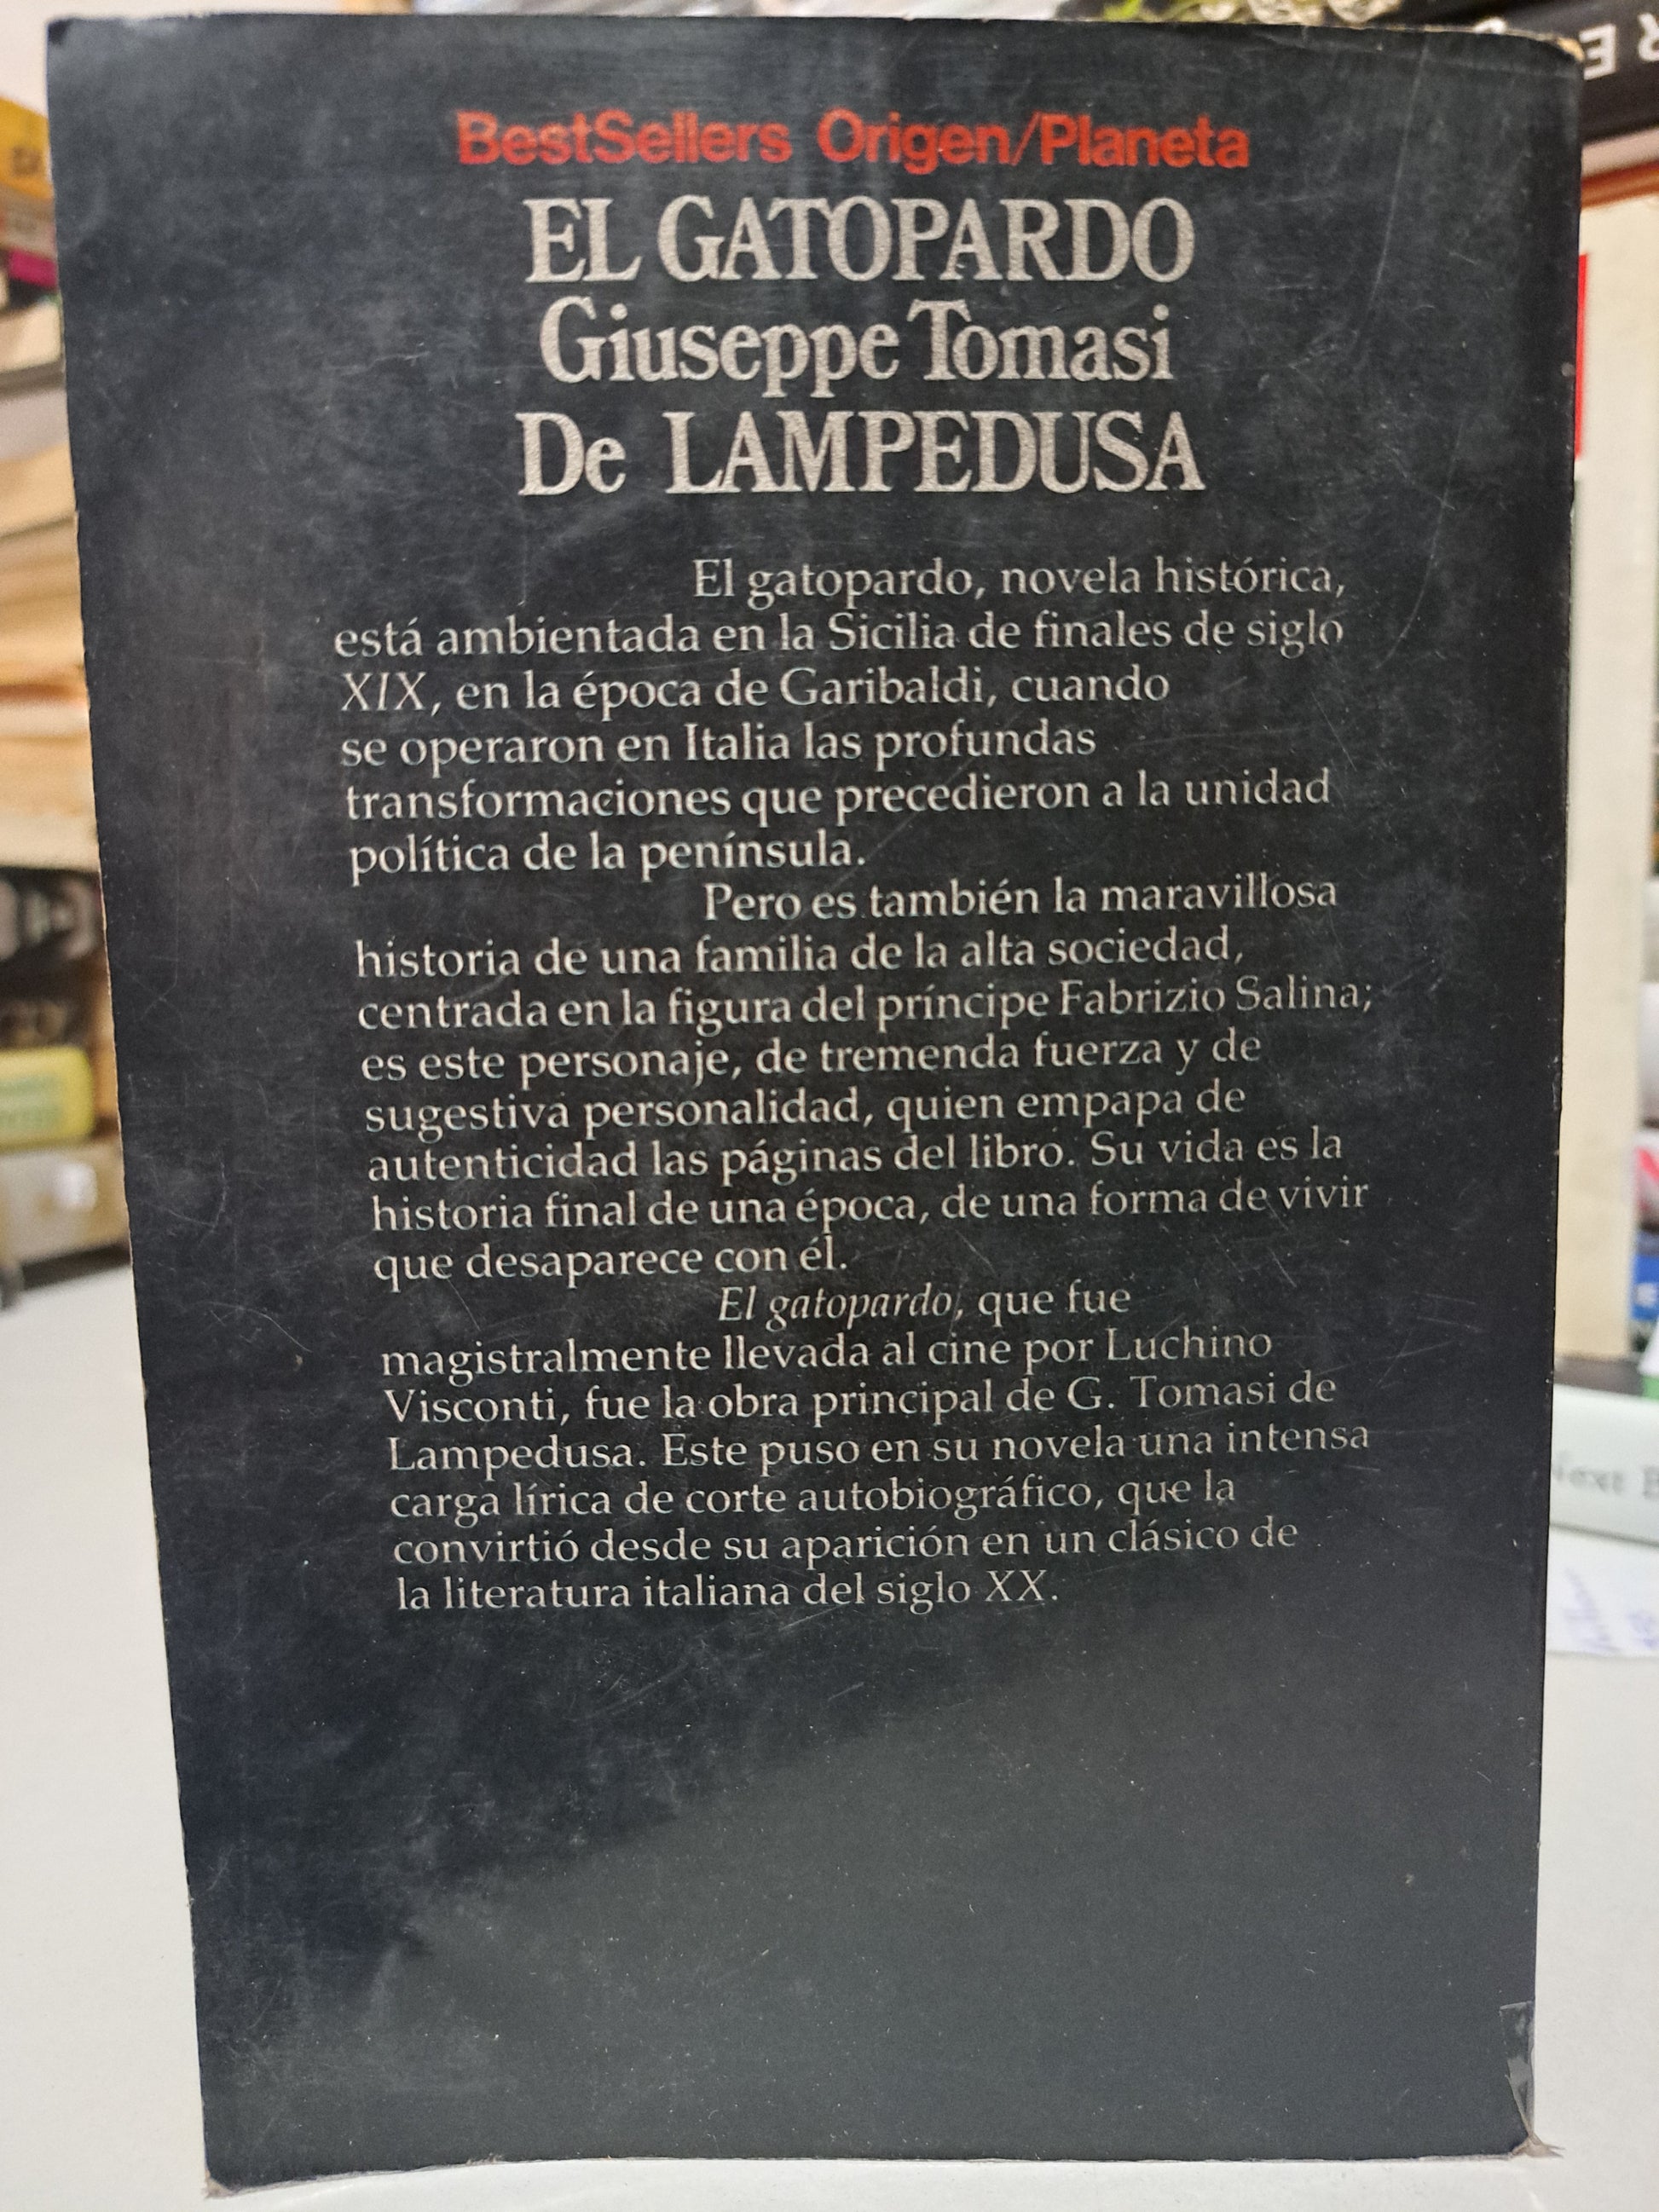 BestSellers Origen/Planeta
EL GATOPARDO
Giuseppe Tomasi
De LAMPEDUSA
El gatopardo, novela histórica,
está ambientada en la Sicilia de finales de siglo
XIX, en la época de Garibaldi, cuando
se operaron en Italia las profundas
transformaciones que precedieron a la unidad
política de la península.
Pero es también la maravillosa
historia de una familia de la alta sociedad,
centrada en la figura del príncipe Fabrizio Salina;
es este personaje, de tremenda fuerza y de
sugestiva personalidad, quien empapa de
autenticidad las páginas del libro. Su vida es la
historia final de una época, de una forma de vivir
que desaparece con él.
El gatopardo, que fue
magistralmente llevada al cine por Luchino
Visconti, fue la obra principal de G. Tomasi de
Lampedusa. Este puso en su novela una intensa
carga lírica de corte autobiográfico, que la
convirtió desde su aparición en un clásico de
la literatura italiana del siglo XX.